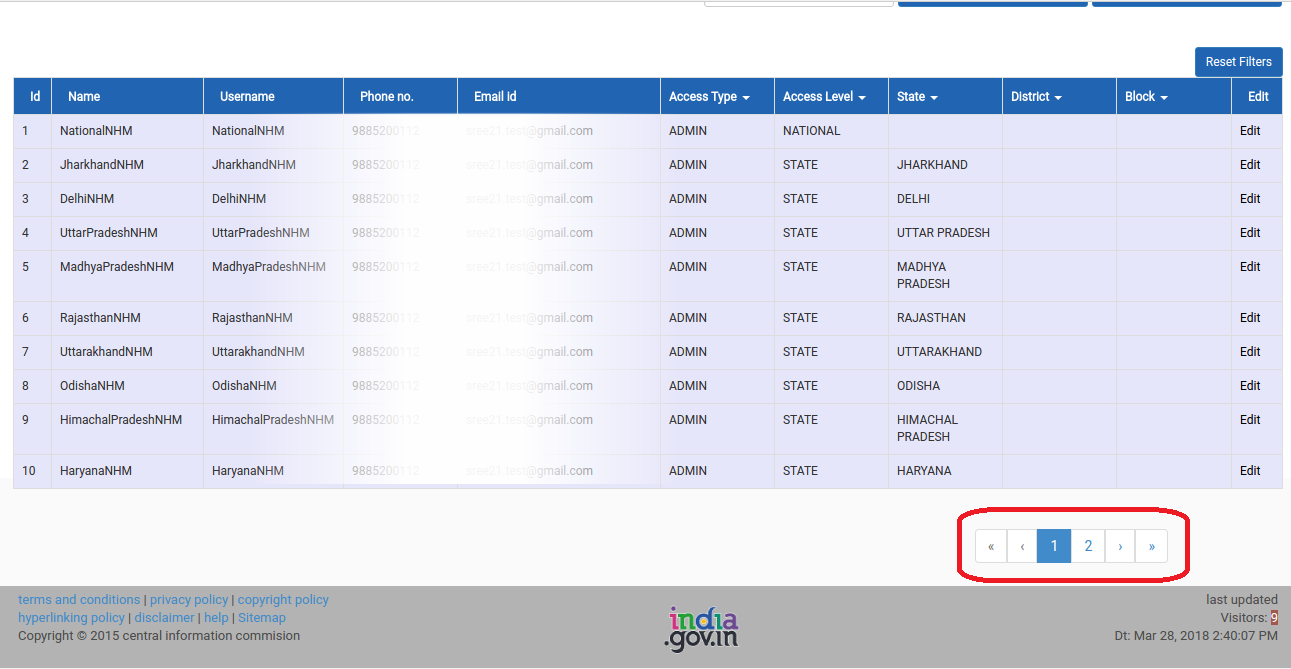 Reset Filters
Id Name Username Phone no. Email Id Access Type Access Level State District Block Edit
1 NationalNHM NationalNHM 9885200112 sree21.test@gmail.com ADMIN NATIONAL Edit
2 JharkhandNHM JharkhandNHM 9885200112 sree21.test@gmail.com ADMIN STATE JHARKHAND Edit
3 DelhiNHM DelhiNHM 9885200112 sree21.test@gmail.com ADMIN STATE DELHI Edit
4 UttarPradeshNHM UttarPradeshNHM 9885200112 sree21.test@gmail.com ADMIN STATE UTTAR PRADESH Edit
5 MadhyaPradeshNHM MadhyaPradeshNHM 9885200112 sree21.test@gmail.com ADMIN STATE MADHYA Edit
PRADESH
6 RajasthanNHM RajasthanNHM 9885200112 sree21.test@gmail.com ADMIN STATE RAJASTHAN Edit
7 UttarakhandNHM UttarakhandNHM 9885200112 sree21.test@gmail.com ADMIN STATE UTTARAKHAND Edit
8 OdishaNHM OdishaNHM 9885200112 sree21.test@gmail.com ADMIN STATE ODISHA Edit
9 HimachalPradeshNHM HimachalPradeshNHM 9885200112 sree21.test@gmail.com ADMIN STATE HIMACHAL Edit
PRADESH
10 HaryanaNHM HaryanaNHM 9885200112 sree21.test@gmail.com ADMIN STATE HARYANA Edit
« ‹ 1 2 › »
terms and conditions | privacy policy | copyright policy
hyperlinking policy | disclaimer | help | Sitemap
Copyright © 2015 central information commision
india
.gov.in
last updated
Visitors: 9
Dt: Mar 28, 2018 2:40:07 PM